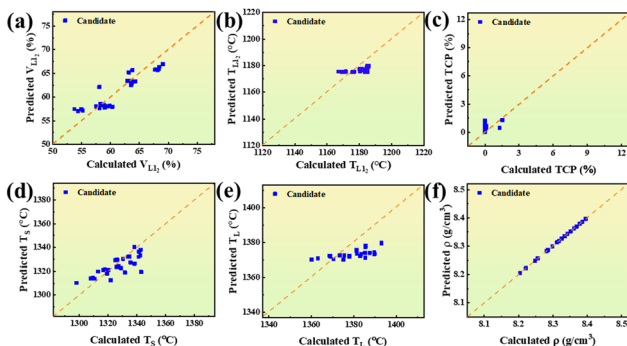 (a)
Candidate
75
70
65
60
55
50
50 55 60 65 70 75
Predicted V_L1₂ (%)
Calculated V_L1₂ (%)
(b)
Candidate
1220
1200
1180
1160
1140
1120
1120 1140 1160 1180 1200 1220
Predicted T_L1₂ (°C)
Calculated T_L1₂ (°C)
(c)
Candidate
12
9
6
3
0
0 3 6 9 12
Predicted TCP (%)
Calculated TCP (%)
(d)
Candidate
1380
1360
1340
1320
1300
1300 1320 1340 1360 1380
Predicted T_S (°C)
Calculated T_S (°C)
(e)
Candidate
1420
1400
1380
1360
1340
1340 1360 1380 1400 1420
Predicted T_L (°C)
Calculated T_L (°C)
(f)
Candidate
8.5
8.4
8.3
8.2
8.1
8.1 8.2 8.3 8.4 8.5
Predicted ρ (g/cm³)
Calculated ρ (g/cm³)